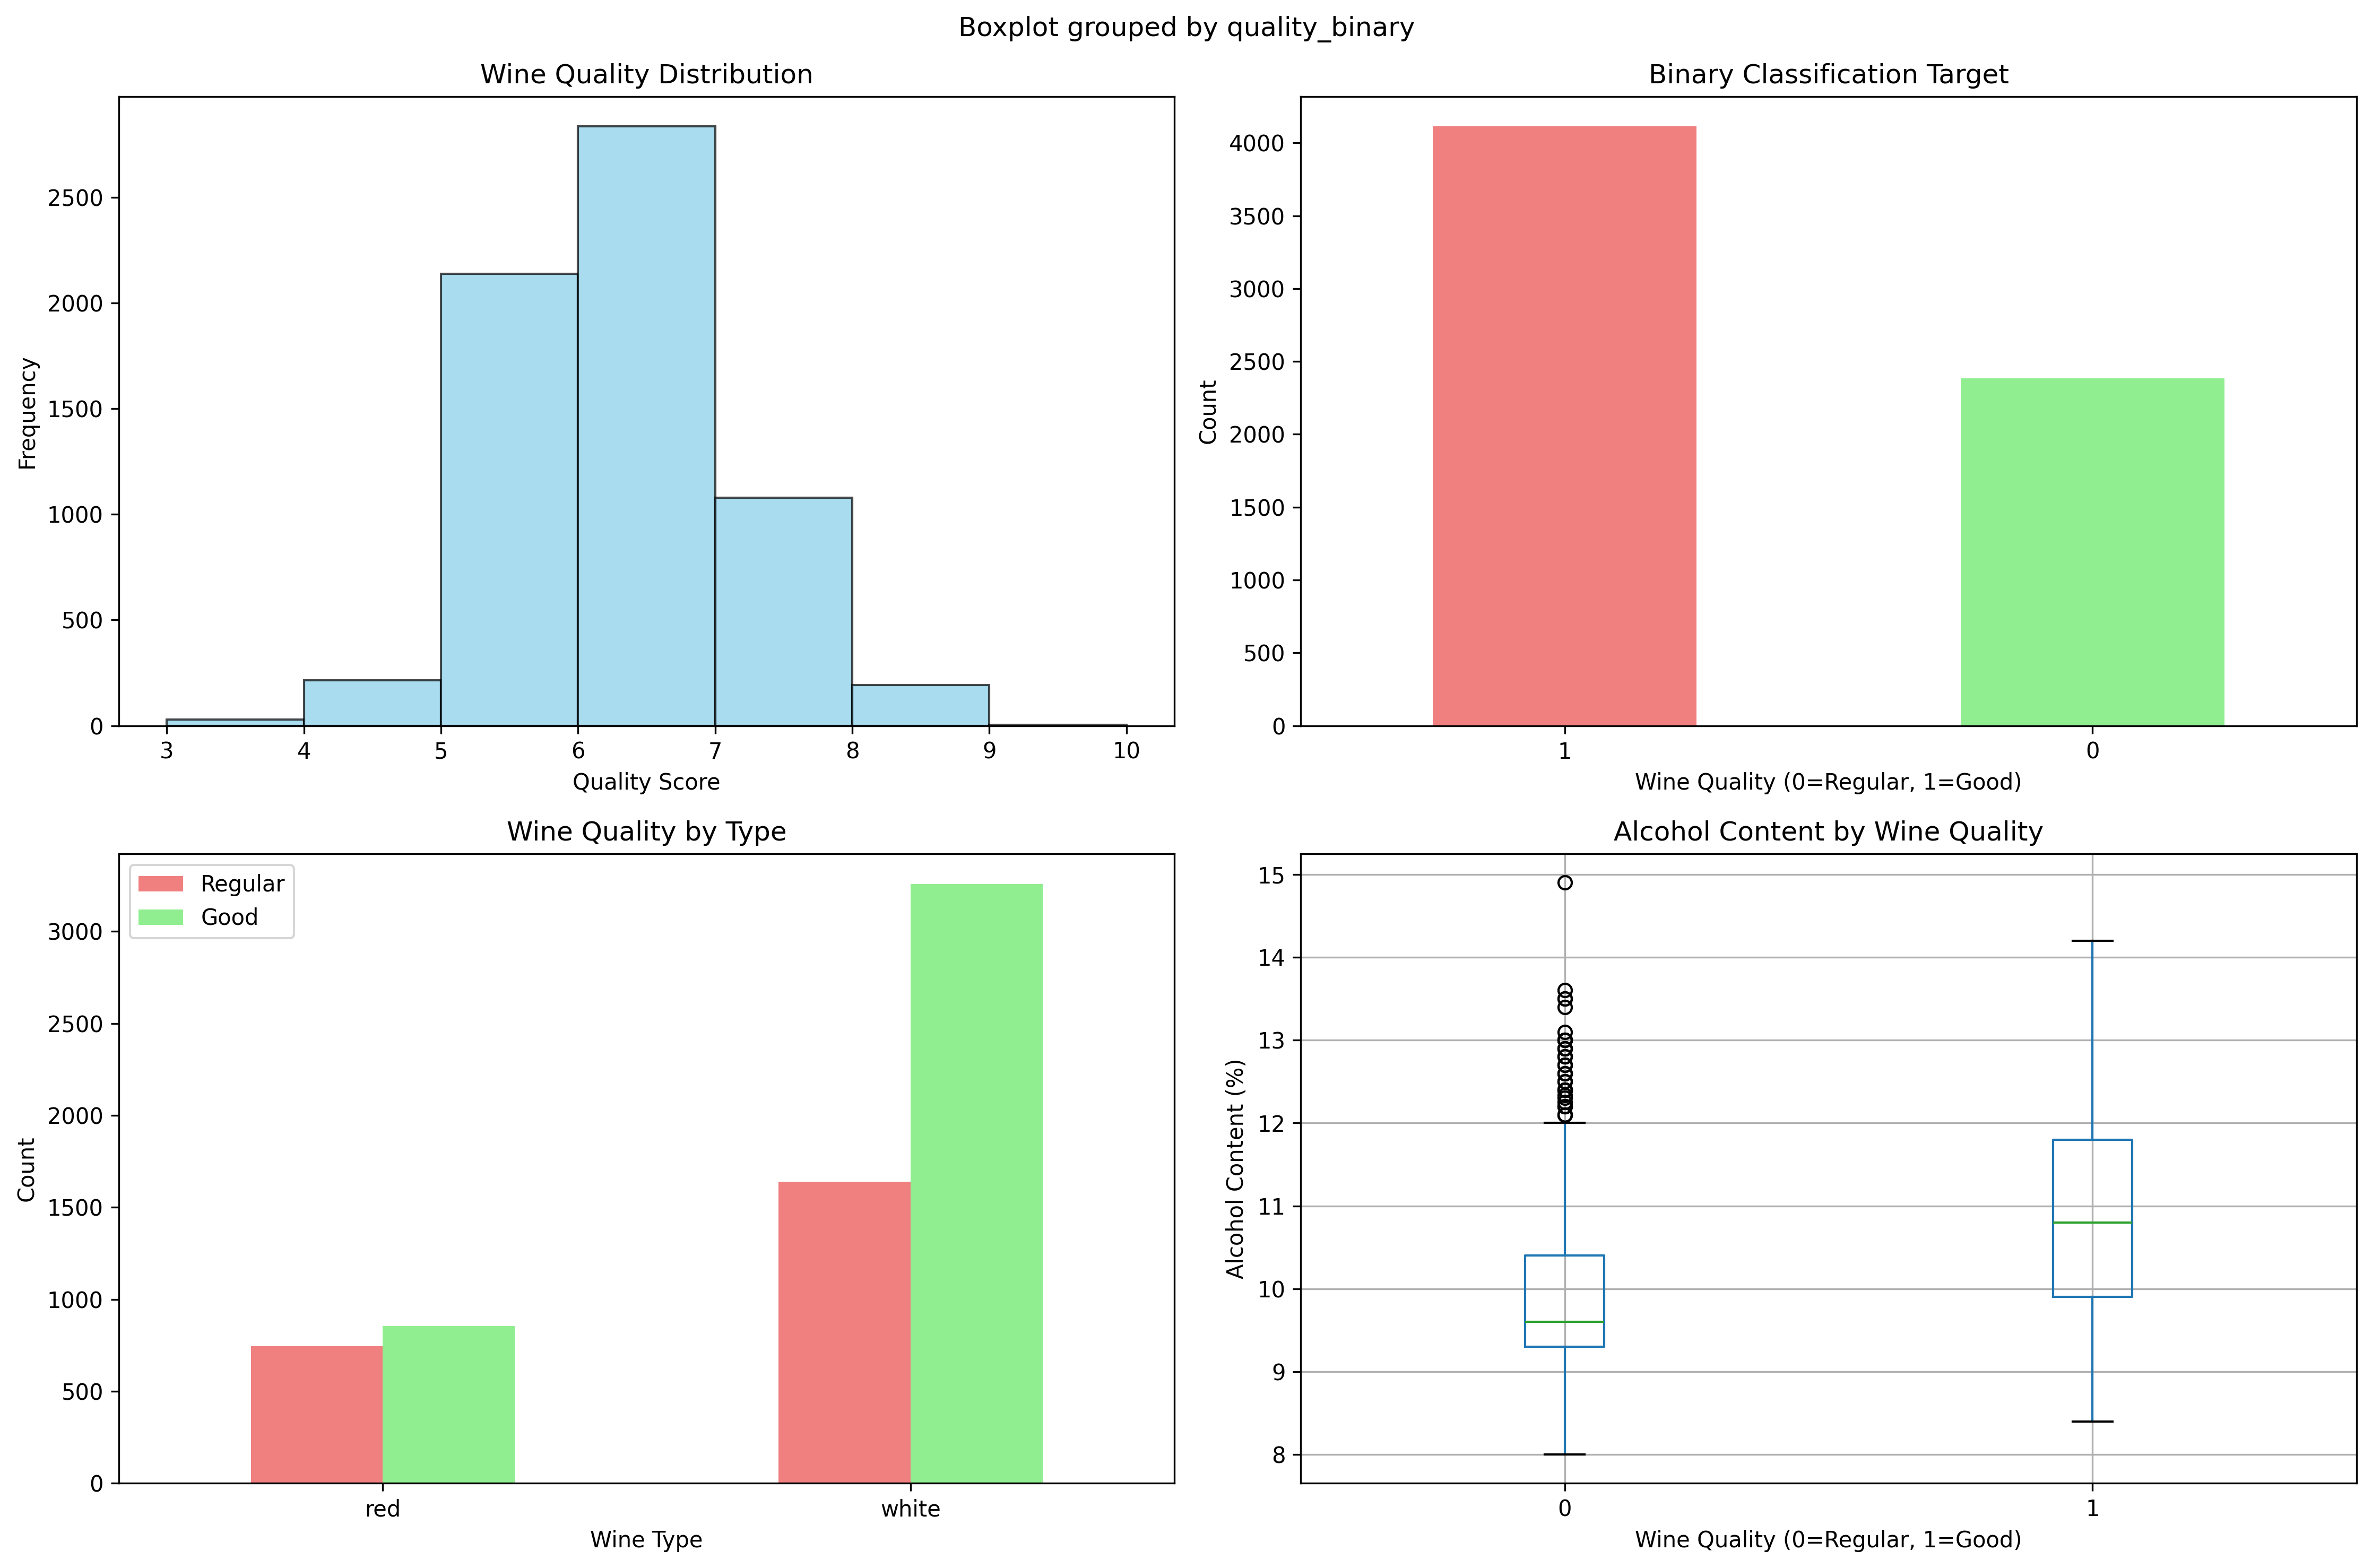 Boxplot grouped by quality_binary
Wine Quality Distribution
2500
2000
1500
1000
500
0
Frequency
3 4 5 6 7 8 9 10
Quality Score
Binary Classification Target
4000
3500
3000
2500
2000
1500
1000
500
0
Count
1 0
Wine Quality (0=Regular, 1=Good)
Wine Quality by Type
Regular
Good
3000
2500
2000
1500
1000
500
0
Count
red white
Wine Type
Alcohol Content by Wine Quality
15
14
13
12
11
10
9
8
Alcohol Content (%)
0 1
Wine Quality (0=Regular, 1=Good)